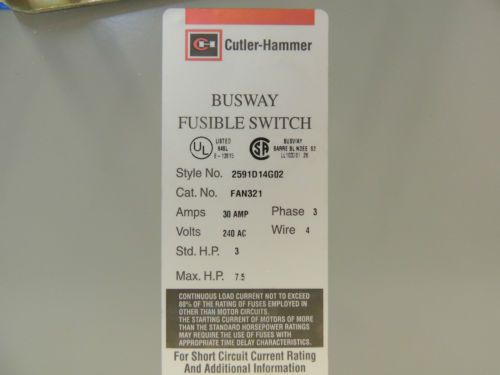 Cutler-Hammer
BUSWAY
FUSIBLE SWITCH
UL LISTED BUSWAY
E-
Style No. 2591D14G02
Cat. No. FAN321
Amps 30 AMP Phase 3
Volts 240 AC Wire 4
Std. H.P. 3
Max. H.P. 7.5
CONTINUOUS LOAD CURRENT NOT TO EXCEED
80% OF THE RATING OF FUSES EMPLOYED IN
OTHER THAN MOTOR CIRCUITS.
THE STARTING CURRENT OF MOTORS OF MORE
THAN THE STANDARD HORSEPOWER RATINGS
MAY REQUIRE THE USE OF FUSES WITH
APPROPRIATE TIME DELAY CHARACTERISTICS.
For Short Circuit Current Rating
And Additional Information